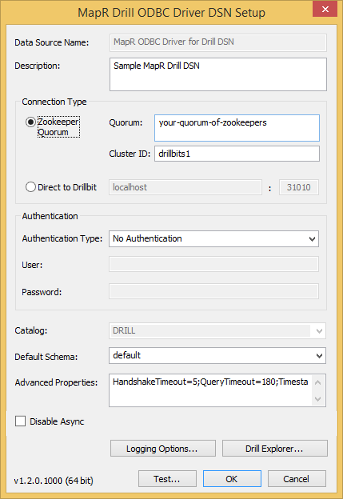 MapR Drill ODBC Driver DSN Setup
Data Source Name: MapR ODBC Driver for Drill DSN
Description: Sample MapR Drill DSN
Connection Type
Zookeeper Quorum Quorum: your-quorum-of-zookeepers
Cluster ID: drillbits1
Direct to Drillbit localhost : 31010
Authentication
Authentication Type: No Authentication
User:
Password:
Catalog: DRILL
Default Schema: default
Advanced Properties: HandshakeTimeout=5;QueryTimeout=180;Timesta
Disable Async
Logging Options... Drill Explorer...
v1.2.0.1000 (64 bit) Test... OK Cancel